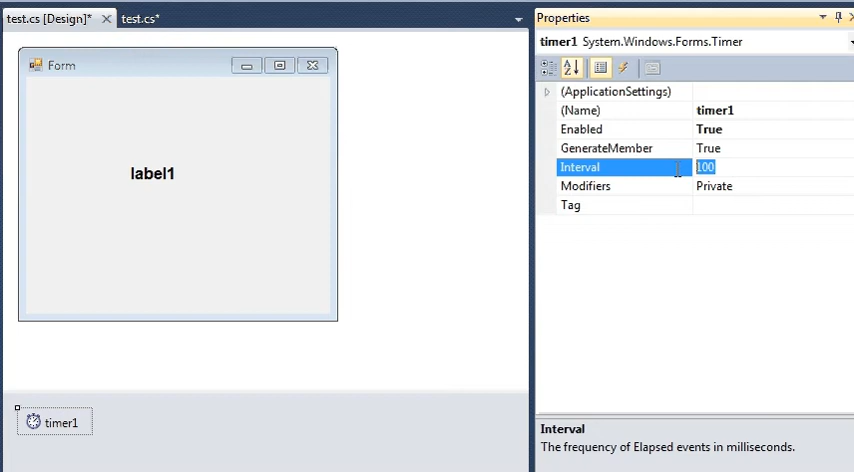 test.cs [Design]*
test.cs*
Form
label1
timer1
Properties
timer1 System.Windows.Forms.Timer
(ApplicationSettings)
(Name) timer1
Enabled True
GenerateMember True
Interval 100
Modifiers Private
Tag
Interval
The frequency of Elapsed events in milliseconds.